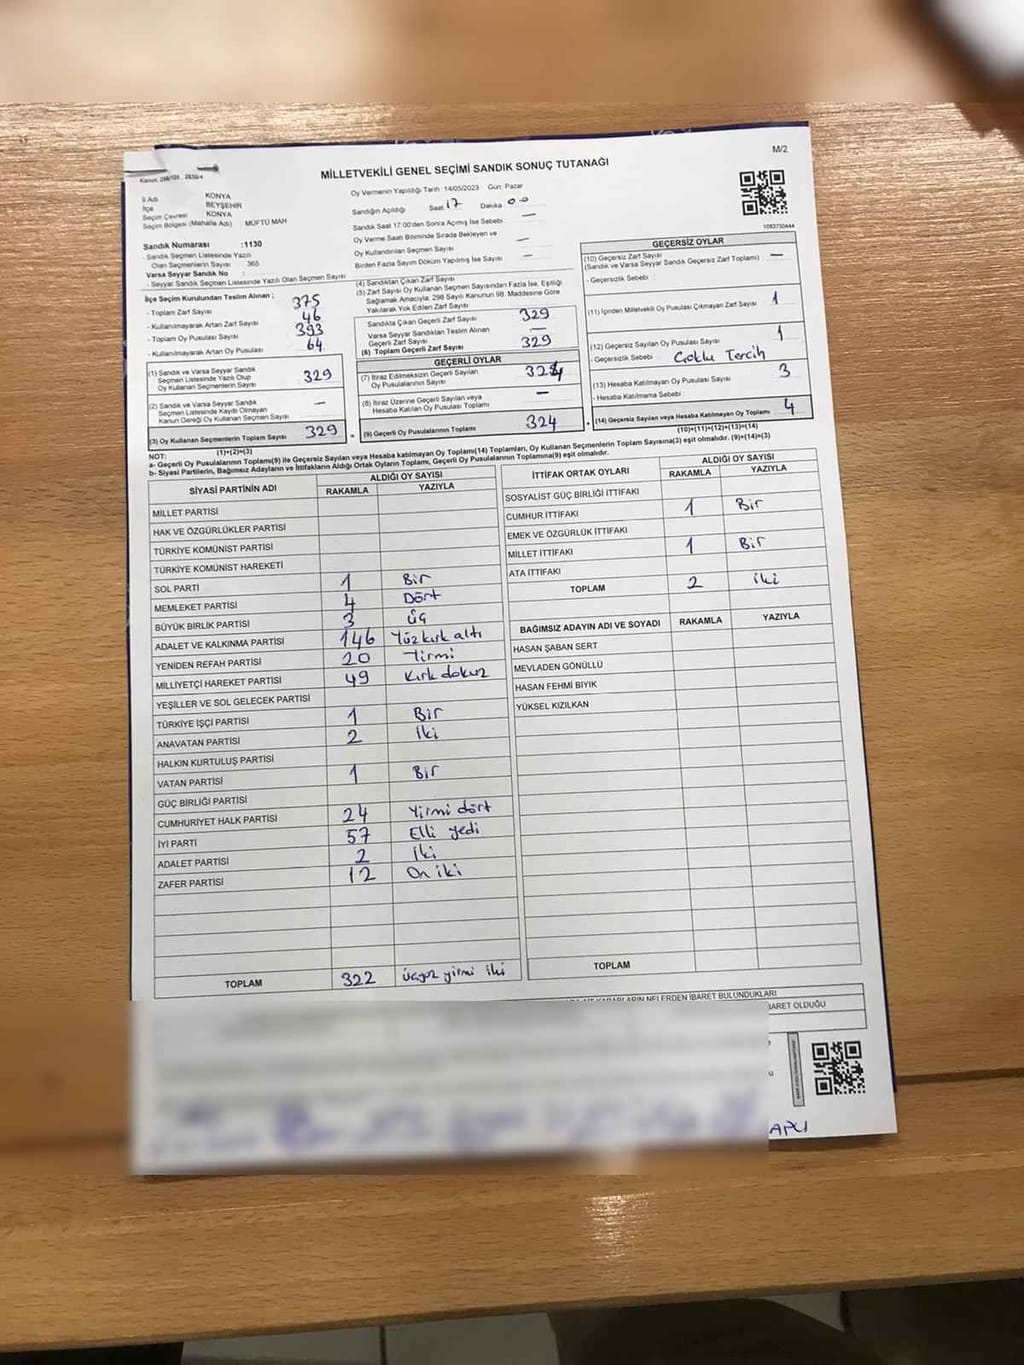 M/2
MİLLETVEKİLİ GENEL SEÇİMİ SANDIK SONUÇ TUTANAĞI
İl Adı KONYA
İlçe BEYŞEHİR
Seçim Çevresi KONYA
Seçim Bölgesi (Mahalle Adı) MÜFTÜ MAH
Sandık Numarası :1130
- Sandık Seçmen Listesinde Yazılı
Olan Seçmenlerin Sayısı 365
Varsa Seyyar Sandık No :
- Seyyar Sandık Seçmen Listesinde Yazılı Olan Seçmen Sayısı
İlçe Seçim Kurulundan Teslim Alınan ;
- Toplam Zarf Sayısı 375
- Kullanılmayarak Artan Zarf Sayısı 46
- Toplam Oy Pusulası Sayısı 393
- Kullanılmayarak Artan Oy Pusulası 64
(1) Sandık ve Varsa Seyyar Sandık
Seçmen Listesinde Yazılı Olup
Oy Kullanan Seçmenlerin Sayısı 329
(2) Sandık ve Varsa Seyyar Sandık
Seçmen Listesinde Kaydı Olmayan
Kanun Gereği Oy Kullanan Seçmenlerin Sayısı —
(3) Oy Kullanan Seçmenlerin Toplam Sayısı 329
(1)+(2)=(3)
Oy Vermenin Yapıldığı Tarih :14/05/2023 Gün: Pazar
Sandığın Açıldığı Saat 17 Dakika 00
Sandık Saat 17:00'den Sonra Açımış İse Sebebi —
Oy Verme Saati Bitiminde Sırada Bekleyen ve
Oy Kullandırılan Seçmen Sayısı —
Birden Fazla Sayım Döküm Yapılmış İse Sayısı —
(4) Sandıktan Çıkan Zarf Sayısı
(5) Zarf Sayısı Oy Kullanan Seçmen Sayısından Fazla İse, Eşitliği
Sağlamak Amacıyla; 298 Sayılı Kanunun 98. Maddesine Göre
Yakılarak Yok Edilen Zarf Sayısı
Sandıkta Çıkan Geçerli Zarf Sayısı 329
Varsa Seyyar Sandıktan Teslim Alınan
Geçerli Zarf Sayısı —
(6) Toplam Geçerli Zarf Sayısı 329
GEÇERLİ OYLAR
(7) İtiraz Edilmeksizin Geçerli Sayılan
Oy Pusulalarının Sayısı 324
(8) İtiraz Üzerine Geçerli Sayılan veya
Hesaba Katılan Oy Pusulası Toplamı —
(9) Geçerli Oy Pusulalarının Toplamı 324
1093730444
GEÇERSİZ OYLAR
(10) Geçersiz Zarf Sayısı
(Sandık ve Varsa Seyyar Sandık Geçersiz Zarf Toplamı) —
- Geçersizlik Sebebi :
(11) İçinden Milletvekili Oy Pusulası Çıkmayan Zarf Sayısı 1
(12) Geçersiz Sayılan Oy Pusulası Sayısı 1
- Geçersizlik Sebebi Çoklu Tercih
(13) Hesaba Katılmayan Oy Pusulası Sayısı 3
- Hesaba Katılmama Sebebi
(14) Geçersiz Sayılan veya Hesaba Katılmayan Oy Toplamı 4
(10)+(11)+(12)+(13)=(14)
NOT:
a- Geçerli Oy Pusulalarının Toplamı(9) ile Geçersiz Sayılan veya Hesaba katılmayan Oy Toplamı(14) Toplamları, Oy Kullanan Seçmenlerin Toplam Sayısına(3) eşit olmalıdır. (9)+(14)=(3)
b- Siyasi Partilerin, Bağımsız Adayların ve İttifakların Aldığı Ortak Oyların Toplamı, Geçerli Oy Pusulalarının Toplamına(9) eşit olmalıdır.
SİYASİ PARTİNİN ADI ALDIĞI OY SAYISI
RAKAMLA YAZIYLA
MİLLET PARTİSİ
HAK VE ÖZGÜRLÜKLER PARTİSİ
TÜRKİYE KOMÜNİST PARTİSİ
TÜRKİYE KOMÜNİST HAREKETİ
SOL PARTİ 1 Bir
MEMLEKET PARTİSİ 4 Dört
BÜYÜK BİRLİK PARTİSİ 3 üç
ADALET VE KALKINMA PARTİSİ 146 Yüz kırk altı
YENİDEN REFAH PARTİSİ 20 Yirmi
MİLLİYETÇİ HAREKET PARTİSİ 49 Kırk dokuz
YEŞİLLER VE SOL GELECEK PARTİSİ
TÜRKİYE İŞÇİ PARTİSİ 1 Bir
ANAVATAN PARTİSİ 2 İki
HALKIN KURTULUŞ PARTİSİ
VATAN PARTİSİ 1 Bir
GÜÇ BİRLİĞİ PARTİSİ
CUMHURİYET HALK PARTİSİ 24 Yirmi dört
İYİ PARTİ 57 Elli yedi
ADALET PARTİSİ 2 İki
ZAFER PARTİSİ 12 On iki
TOPLAM 322 üçyüz yirmi iki
İTTİFAK ORTAK OYLARI ALDIĞI OY SAYISI
RAKAMLA YAZIYLA
SOSYALİST GÜÇ BİRLİĞİ İTTİFAKI
CUMHUR İTTİFAKI 1 Bir
EMEK VE ÖZGÜRLÜK İTTİFAKI
MİLLET İTTİFAKI 1 Bir
ATA İTTİFAKI
TOPLAM 2 iki
BAĞIMSIZ ADAYIN ADI VE SOYADI RAKAMLA YAZIYLA
HASAN ŞABAN SERT
MEVLADEN GÖNÜLLÜ
HASAN FEHMİ BIYIK
YÜKSEL KIZILKAN
TOPLAM
NELERDEN İBARET BULUNDUKLARI
İBARET OLDUĞU